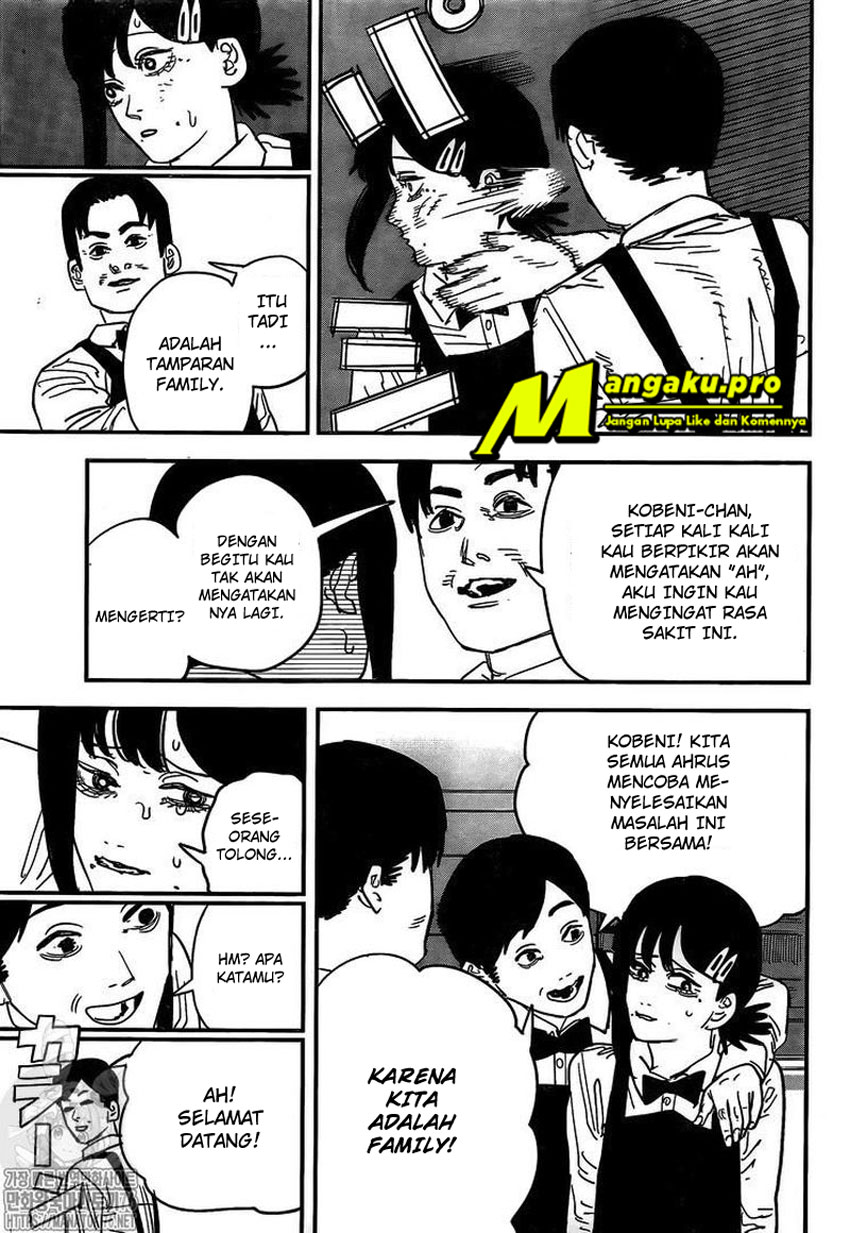 ITU
TADI
...
ADALAH
TAMPARAN
FAMILY.
Mangaku.pro
Jangan Lupa Like dan Komennya
KOBENI-CHAN,
SETIAP KALI KALI
KAU BERPIKIR AKAN
MENGATAKAN "AH",
AKU INGIN KAU
MENGINGAT RASA
SAKIT INI.
DENGAN
BEGITU KAU
TAK AKAN
MENGATAKAN
NYA LAGI.
MENGERTI?
KOBENI! KITA
SEMUA AHRUS
MENCOBA ME-
NYELESAIKAN
MASALAH INI
BERSAMA!
KARENA
KITA
ADALAH
FAMILY!
SESE-
ORANG
TOLONG...
HM? APA
KATAMU?
AH!
SELAMAT
DATANG!
가장